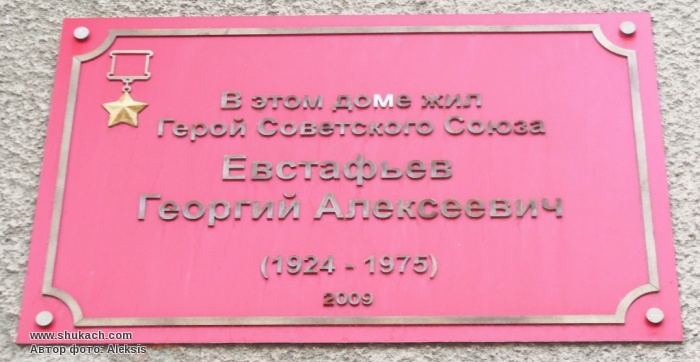 В этом доме жил
Герой Советского Союза
Евстафьев
Георгий Алексеевич
(1924 - 1975)
2009
www.shukach.com
Автор фото: Aleksis